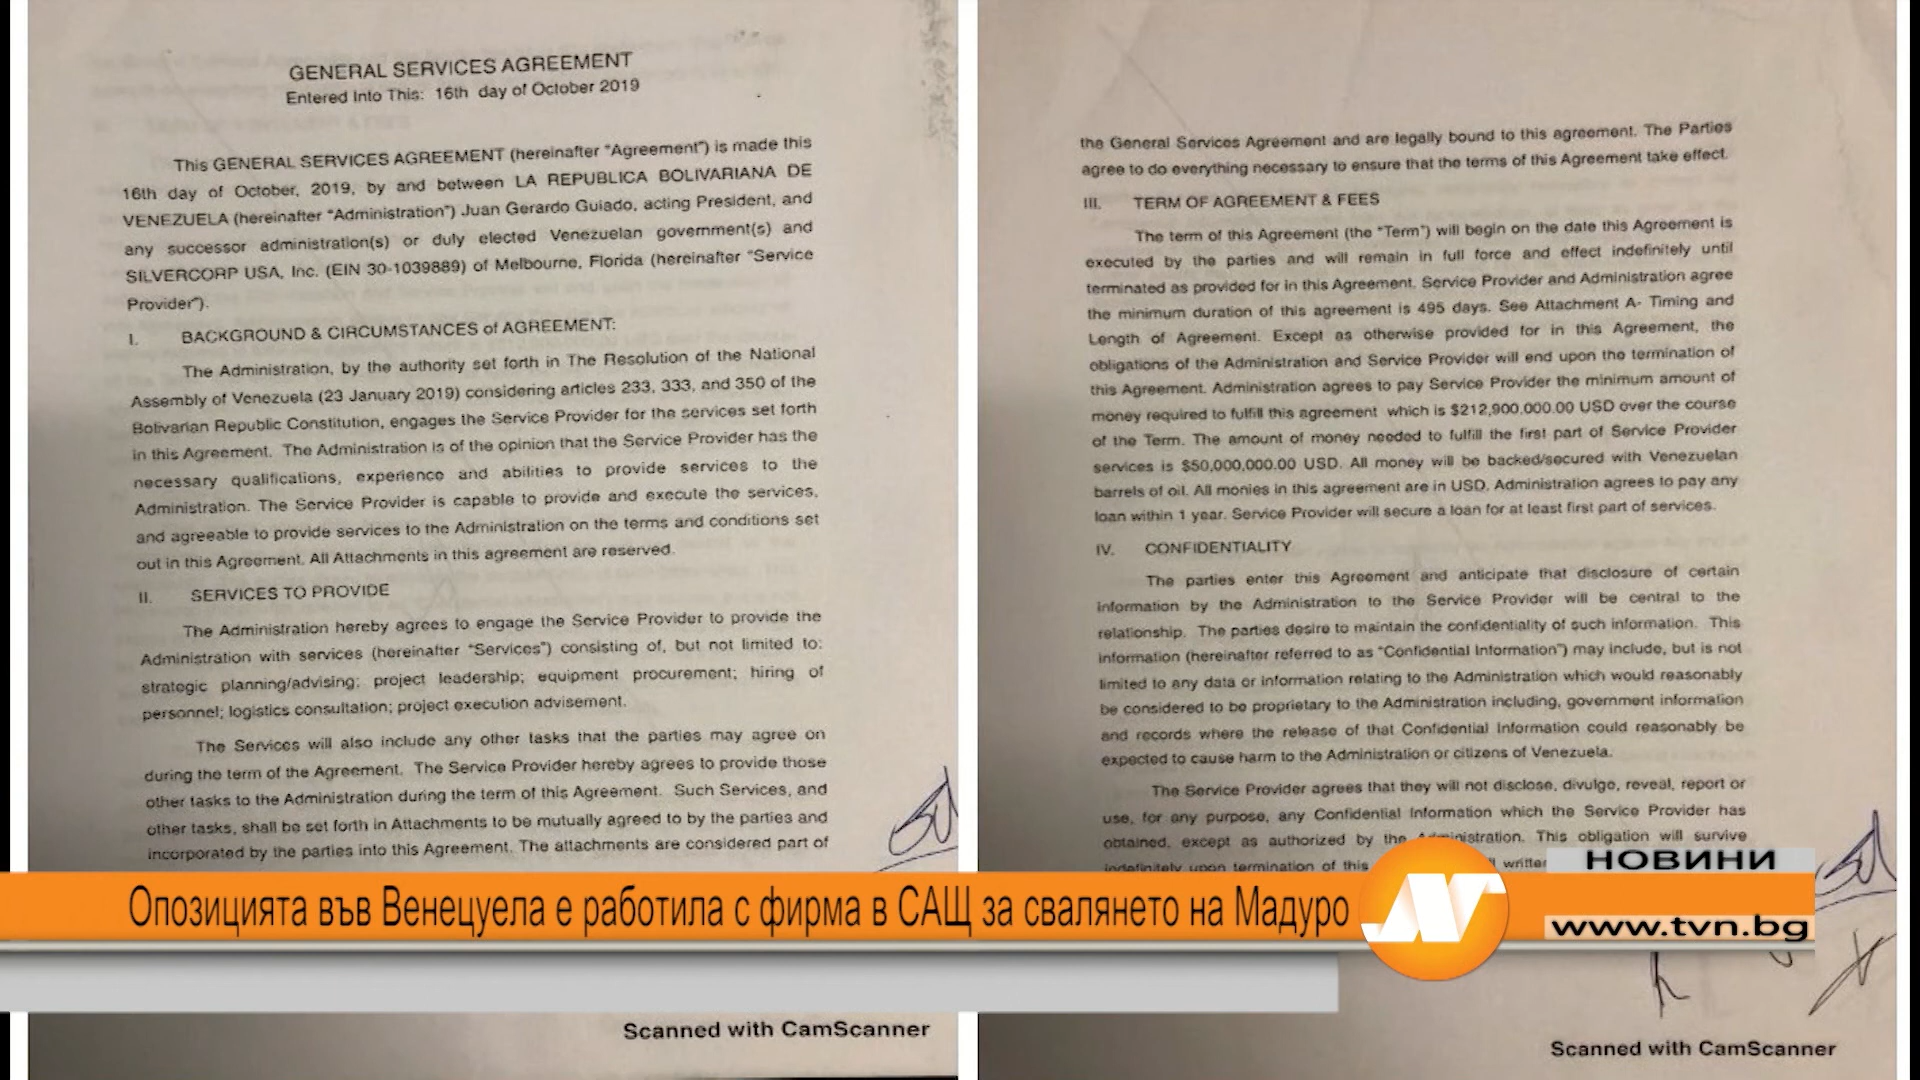 GENERAL SERVICES AGREEMENT
Entered Into This: 16th day of October 2019
This GENERAL SERVICES AGREEMENT (hereinafter "Agreement") is made this
16th day of October, 2019, by and between LA REPUBLICA BOLIVARIANA DE
VENEZUELA (hereinafter "Administration") Juan Gerardo Guiado, acting President, and
any successor administration(s) or duly elected Venezuelan government(s) and
SILVERCORP USA, Inc. (EIN 30-1039889) of Melbourne, Florida (hereinafter "Service
Provider").
I. BACKGROUND & CIRCUMSTANCES of AGREEMENT:
The Administration, by the authority set forth in The Resolution of the National
Assembly of Venezuela (23 January 2019) considering articles 233, 333, and 350 of the
Bolivarian Republic Constitution, engages the Service Provider for the services set forth
in this Agreement. The Administration is of the opinion that the Service Provider has the
necessary qualifications, experience and abilities to provide services to the
Administration. The Service Provider is capable to provide and execute the services,
and agreeable to provide services to the Administration on the terms and conditions set
out in this Agreement. All Attachments in this agreement are reserved.
II. SERVICES TO PROVIDE
The Administration hereby agrees to engage the Service Provider to provide the
Administration with services (hereinafter "Services") consisting of, but not limited to:
strategic planning/advising; project leadership; equipment procurement; hiring of
personnel; logistics consultation; project execution advisement.
The Services will also include any other tasks that the parties may agree on
during the term of the Agreement. The Service Provider hereby agrees to provide those
other tasks to the Administration during the term of this Agreement. Such Services, and
other tasks, shall be set forth in Attachments to be mutually agreed to by the parties and
incorporated by the parties into this Agreement. The attachments are considered part of
Scanned with CamScanner
the General Services Agreement and are legally bound to this agreement. The Parties
agree to do everything necessary to ensure that the terms of this Agreement take effect.
III. TERM OF AGREEMENT & FEES
The term of this Agreement (the "Term") will begin on the date this Agreement is
executed by the parties and will remain in full force and effect indefinitely until
terminated as provided for in this Agreement. Service Provider and Administration agree
the minimum duration of this agreement is 495 days. See Attachment A- Timing and
Length of Agreement. Except as otherwise provided for in this Agreement, the
obligations of the Administration and Service Provider will end upon the termination of
this Agreement. Administration agrees to pay Service Provider the minimum amount of
money required to fulfill this agreement which is $212,900,000.00 USD over the course
of the Term. The amount of money needed to fulfill the first part of Service Provider
services is $50,000,000.00 USD. All money will be backed/secured with Venezuelan
barrels of oil. All monies in this agreement are in USD. Administration agrees to pay any
loan within 1 year. Service Provider will secure a loan for at least first part of services.
IV. CONFIDENTIALITY
The parties enter this Agreement and anticipate that disclosure of certain
information by the Administration to the Service Provider will be central to the
relationship. The parties desire to maintain the confidentiality of such information. This
information (hereinafter referred to as "Confidential Information") may include, but is not
limited to any data or information relating to the Administration which would reasonably
be considered to be proprietary to the Administration including, government information
and records where the release of that Confidential Information could reasonably be
expected to cause harm to the Administration or citizens of Venezuela.
The Service Provider agrees that they will not disclose, divulge, reveal, report or
use, for any purpose, any Confidential Information which the Service Provider has
obtained, except as authorized by the Administration. This obligation will survive
indefinitely upon termination of this
Scanned with CamScanner
Опозицията във Венецуела е работила с фирма в САЩ за свалянето на Мадуро
НОВИНИ
www.tvn.bg